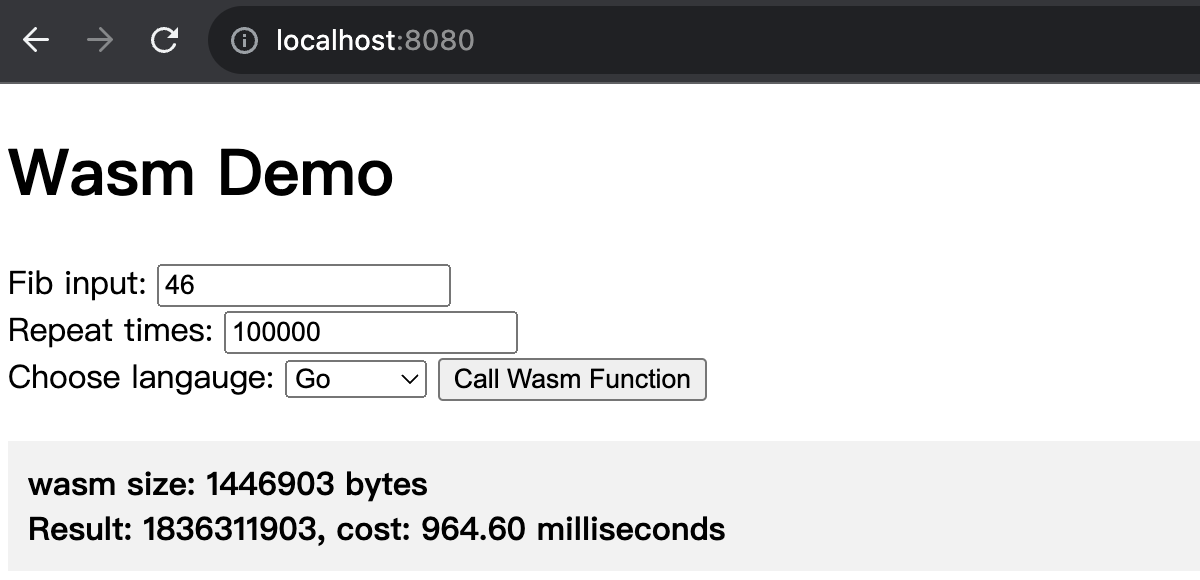 localhost:8080
Wasm Demo
Fib input: 46
Repeat times: 100000
Choose langauge: Go Call Wasm Function
wasm size: 1446903 bytes
Result: 1836311903, cost: 964.60 milliseconds